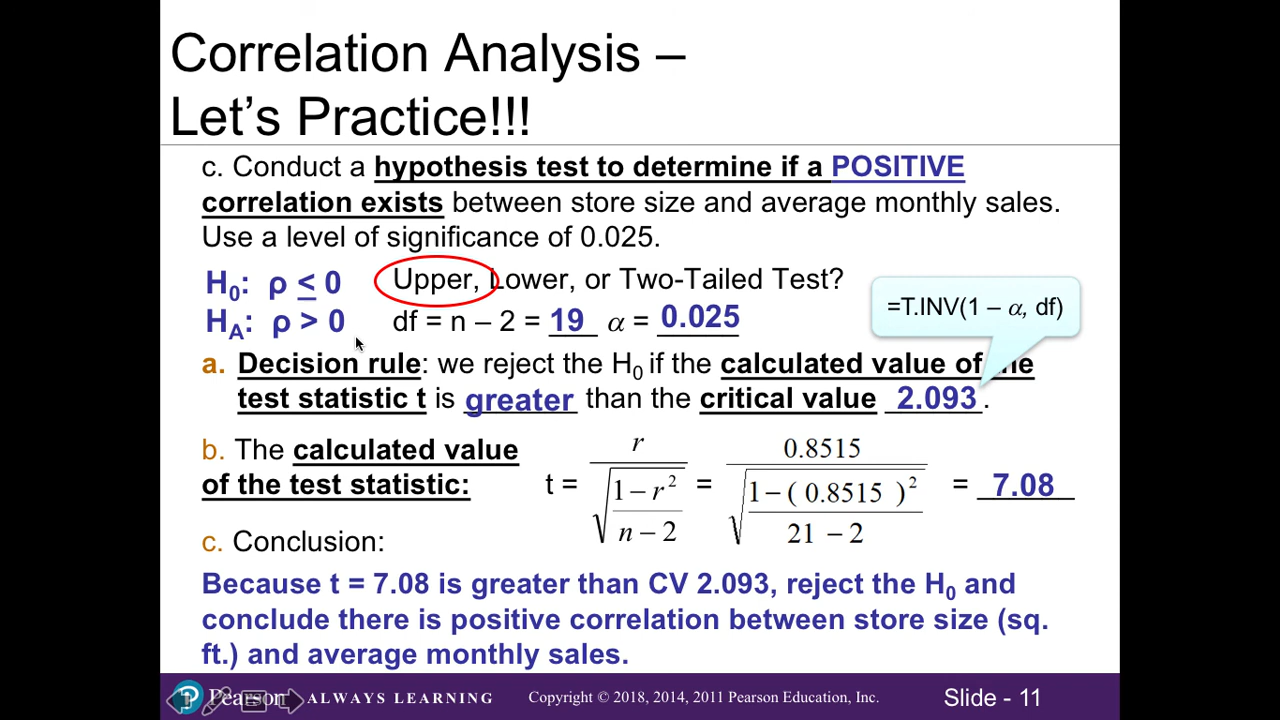 Correlation Analysis –
Let's Practice!!!
c. Conduct a hypothesis test to determine if a POSITIVE
correlation exists between store size and average monthly sales.
Use a level of significance of 0.025.
H₀: ρ ≤ 0 Upper, Lower, or Two-Tailed Test?
=T.INV(1 – α, df)
Hₐ: ρ > 0 df = n – 2 = 19 α = 0.025
a. Decision rule: we reject the H₀ if the calculated value of the
test statistic t is greater than the critical value 2.093.
b. The calculated value
of the test statistic:
t = r / √((1 – r²) / (n – 2)) = 0.8515 / √((1 – (0.8515)²) / (21 – 2)) = 7.08
c. Conclusion:
Because t = 7.08 is greater than CV 2.093, reject the H₀ and
conclude there is positive correlation between store size (sq.
ft.) and average monthly sales.
Pearson ALWAYS LEARNING Copyright © 2018, 2014, 2011 Pearson Education, Inc. Slide - 11